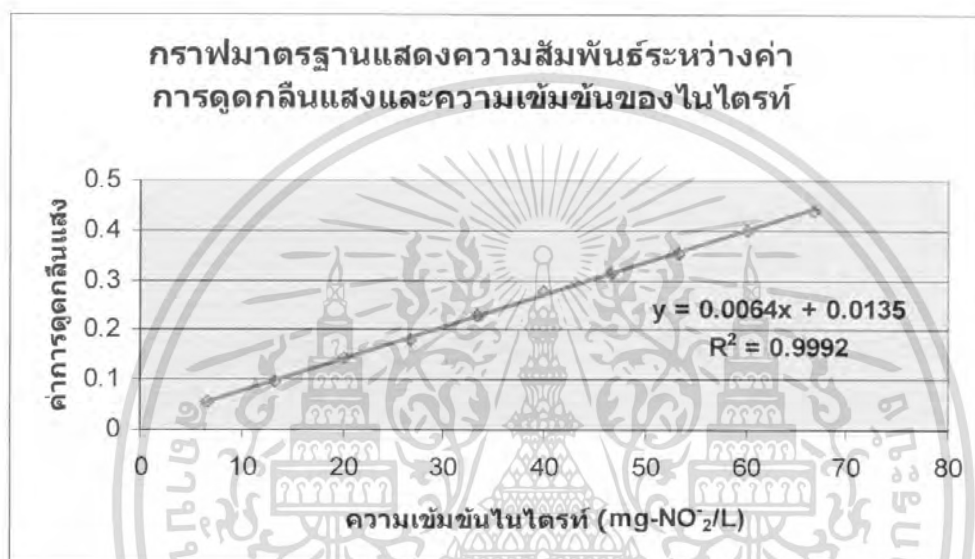 กราฟมาตรฐานแสดงความสัมพันธ์ระหว่างค่า
การดูดกลืนแสงและความเข้มข้นของไนไตรท์
ค่าการดูดกลืนแสง
0.5
0.4
0.3
0.2
0.1
0
y = 0.0064x + 0.0135
R² = 0.9992
0 10 20 30 40 50 60 70 80
ความเข้มข้นไนไตรท์ (mg-NO⁻₂/L)